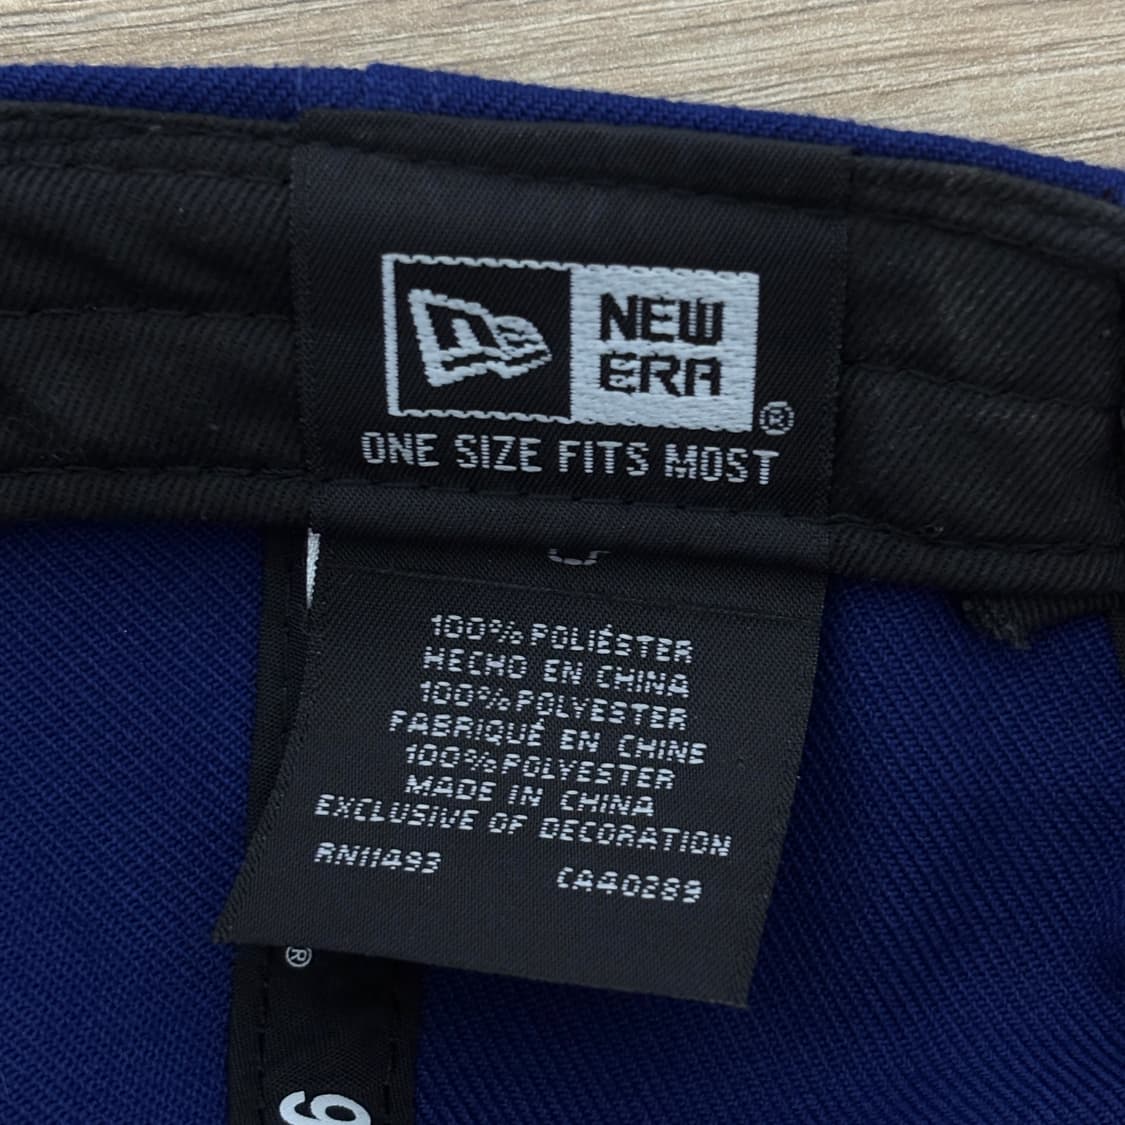 NEW
ERA
®
ONE SIZE FITS MOST
100% POLIÉSTER
HECHO EN CHINA
100% POLYESTER
FABRIQUÉ EN CHINE
100% POLYESTER
MADE IN CHINA
EXCLUSIVE OF DECORATION
RN11493 CA40289
®
9